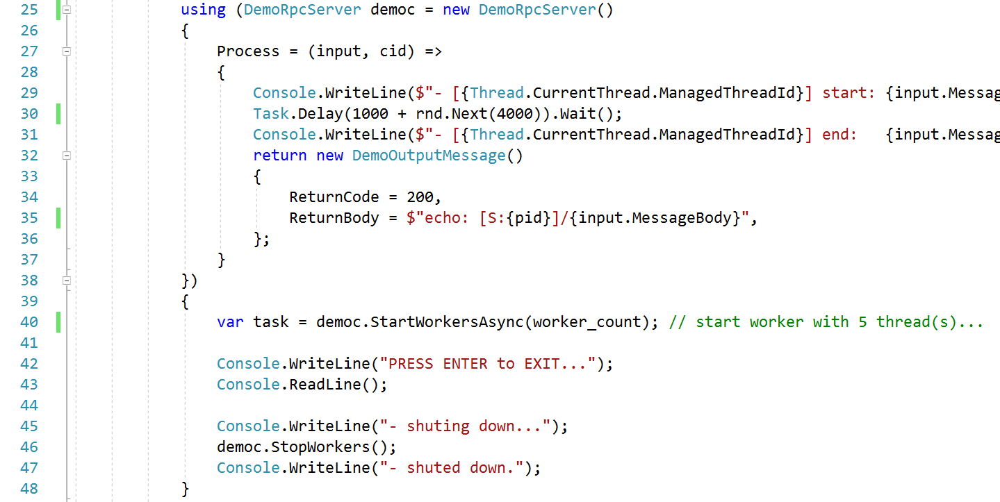 25 using (DemoRpcServer democ = new DemoRpcServer()
26 {
27 Process = (input, cid) =>
28 {
29 Console.WriteLine($"- [{Thread.CurrentThread.ManagedThreadId}] start: {input.Messag
30 Task.Delay(1000 + rnd.Next(4000)).Wait();
31 Console.WriteLine($"- [{Thread.CurrentThread.ManagedThreadId}] end:   {input.Messag
32 return new DemoOutputMessage()
33 {
34 ReturnCode = 200,
35 ReturnBody = $"echo: [S:{pid}]/{input.MessageBody}",
36 };
37 }
38 })
39 {
40 var task = democ.StartWorkersAsync(worker_count); // start worker with 5 thread(s)...
41
42 Console.WriteLine("PRESS ENTER to EXIT...");
43 Console.ReadLine();
44
45 Console.WriteLine("- shuting down...");
46 democ.StopWorkers();
47 Console.WriteLine("- shuted down.");
48 }